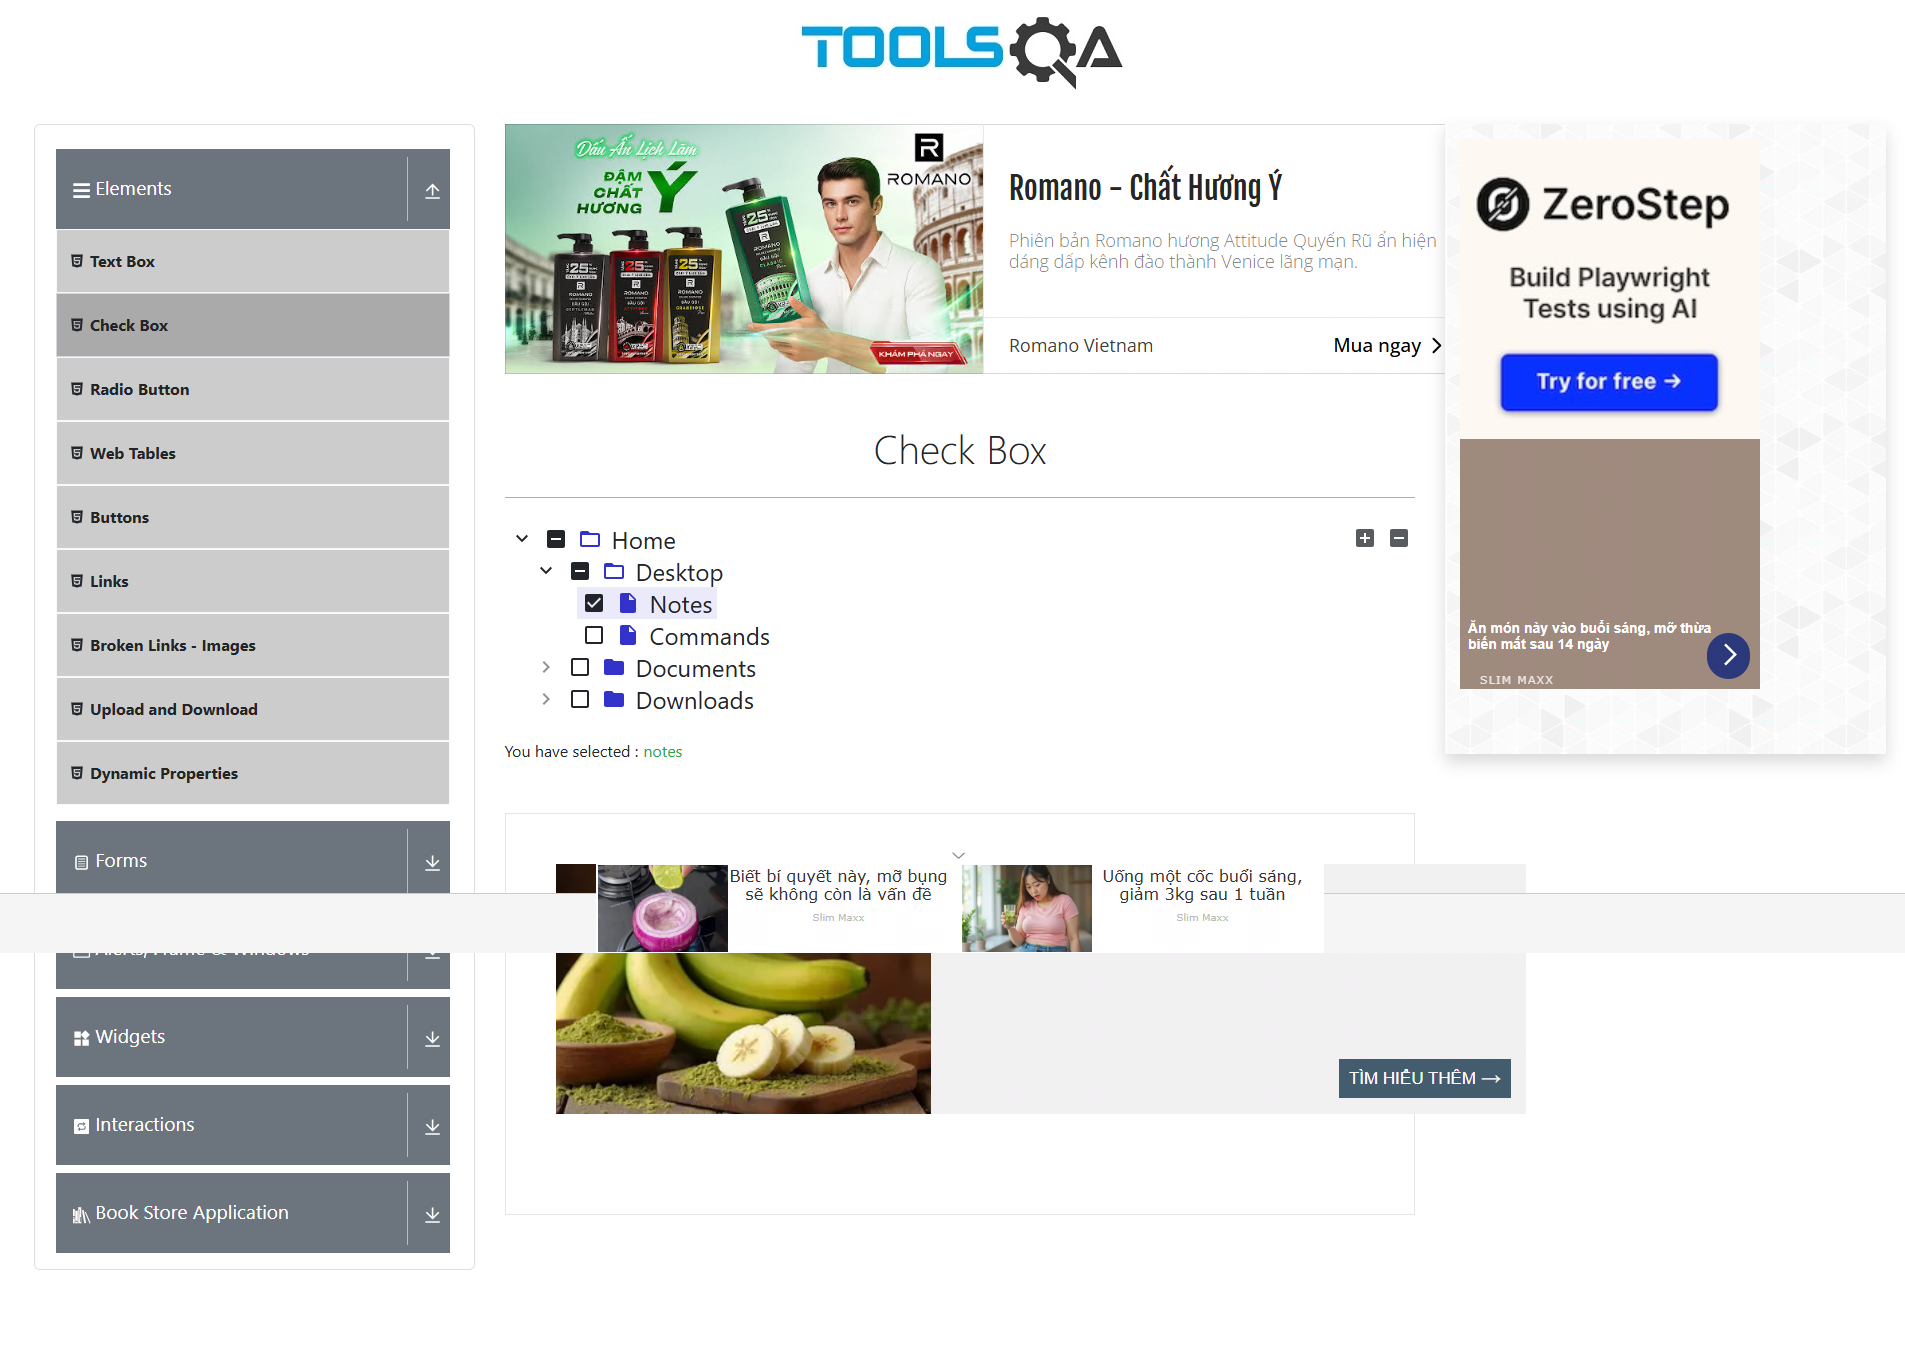 TOOLSQA
Elements
Text Box
Check Box
Radio Button
Web Tables
Buttons
Links
Broken Links - Images
Upload and Download
Dynamic Properties
Forms
Widgets
Interactions
Book Store Application
Dấu Ấn Lịch Lãm
ĐẬM
CHẤT Ý
HƯƠNG
R
ROMANO
KHÁM PHÁ NGAY
Romano - Chất Hương Ý
Phiên bản Romano hương Attitude Quyến Rũ ẩn hiện
dáng dấp kênh đào thành Venice lãng mạn.
Romano Vietnam
Mua ngay
Check Box
Home
Desktop
Notes
Commands
Documents
Downloads
You have selected : notes
Biết bí quyết này, mỡ bụng
sẽ không còn là vấn đề
Slim Maxx
Uống một cốc buổi sáng,
giảm 3kg sau 1 tuần
Slim Maxx
TÌM HIỂU THÊM →
ZeroStep
Build Playwright
Tests using AI
Try for free →
Ăn món này vào buổi sáng, mỡ thừa
biến mất sau 14 ngày
SLIM MAXX